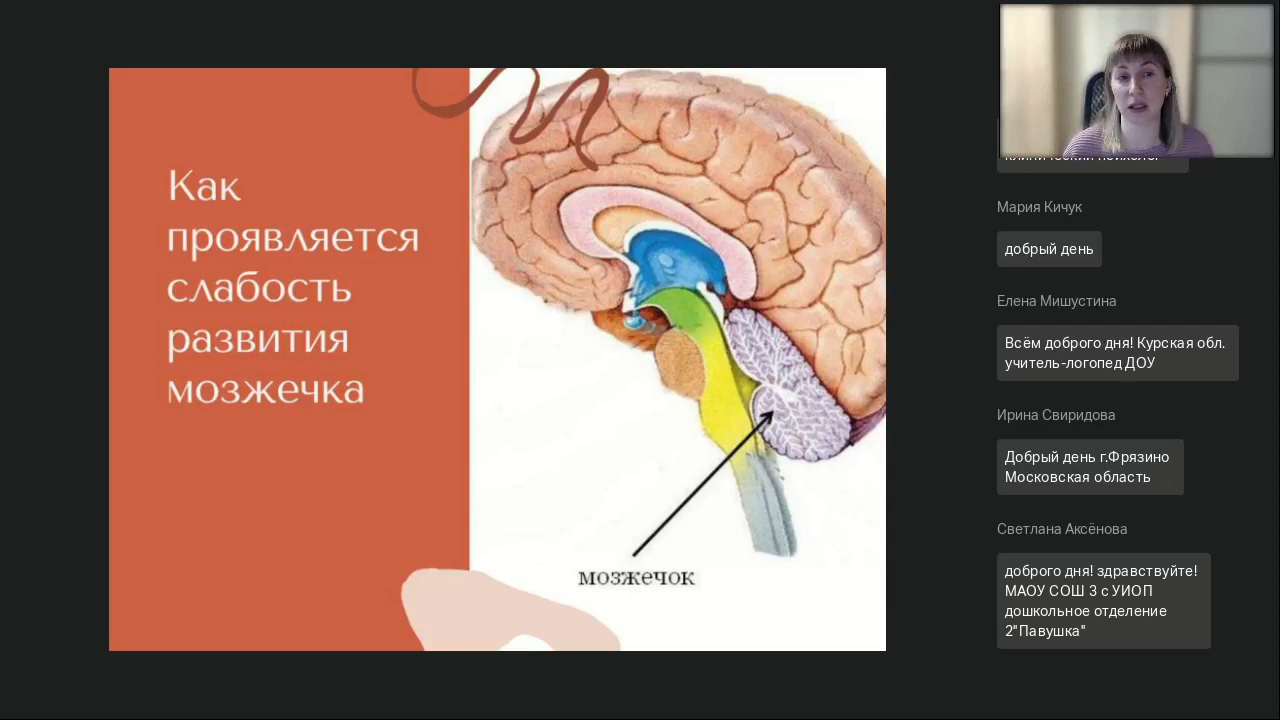 Как
проявляется
слабость
развития
мозжечка
мозжечок
клинический психолог
Мария Кичук
добрый день
Елена Мишустина
Всём доброго дня! Курская обл.
учитель-логопед ДОУ
Ирина Свиридова
Добрый день г.Фрязино
Московская область
Светлана Аксёнова
доброго дня! здравствуйте!
МАОУ СОШ 3 с УИОП
дошкольное отделение
2"Павушка"